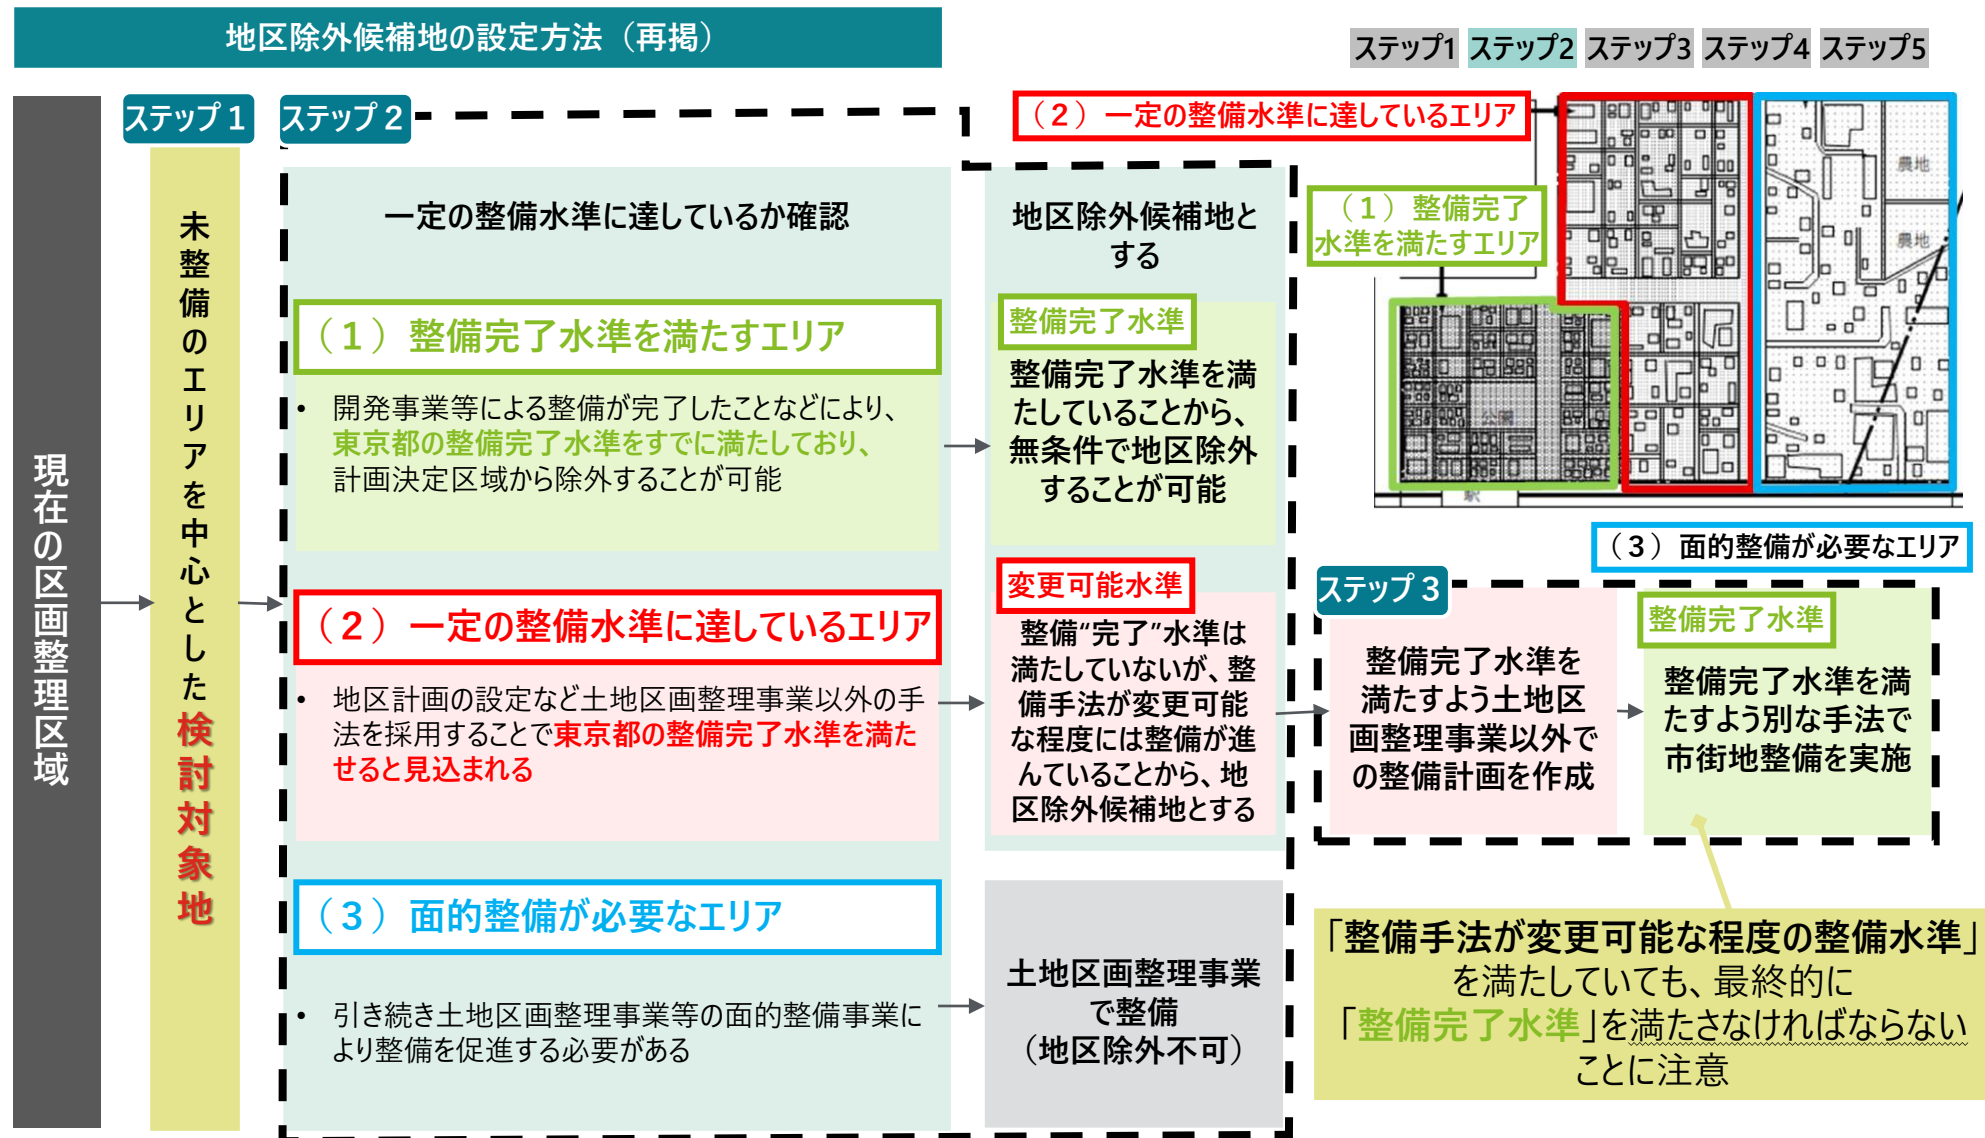 地区除外候補地の設定方法（再掲）
ステップ1 ステップ2 ステップ3 ステップ4 ステップ5
現在の区画整理区域
ステップ１
未整備のエリアを中心とした検討対象地
ステップ２
一定の整備水準に達しているか確認
（１）整備完了水準を満たすエリア
• 開発事業等による整備が完了したことなどにより、
東京都の整備完了水準をすでに満たしており、
計画決定区域から除外することが可能
（２）一定の整備水準に達しているエリア
• 地区計画の設定など土地区画整理事業以外の手
法を採用することで東京都の整備完了水準を満た
せると見込まれる
（３）面的整備が必要なエリア
• 引き続き土地区画整理事業等の面的整備事業に
より整備を促進する必要がある
地区除外候補地と
する
整備完了水準
整備完了水準を満
たしていることから、
無条件で地区除外
することが可能
変更可能水準
整備“完了”水準は
満たしていないが、整
備手法が変更可能
な程度には整備が進
んでいることから、地
区除外候補地とする
土地区画整理事業
で整備
（地区除外不可）
（２）一定の整備水準に達しているエリア
（１）整備完了
水準を満たすエリア
農地
農地
公園
駅
（３）面的整備が必要なエリア
ステップ３
整備完了水準を
満たすよう土地区
画整理事業以外で
の整備計画を作成
整備完了水準
整備完了水準を満
たすよう別な手法で
市街地整備を実施
「整備手法が変更可能な程度の整備水準」
を満たしていても、最終的に
「整備完了水準」を満たさなければならない
ことに注意